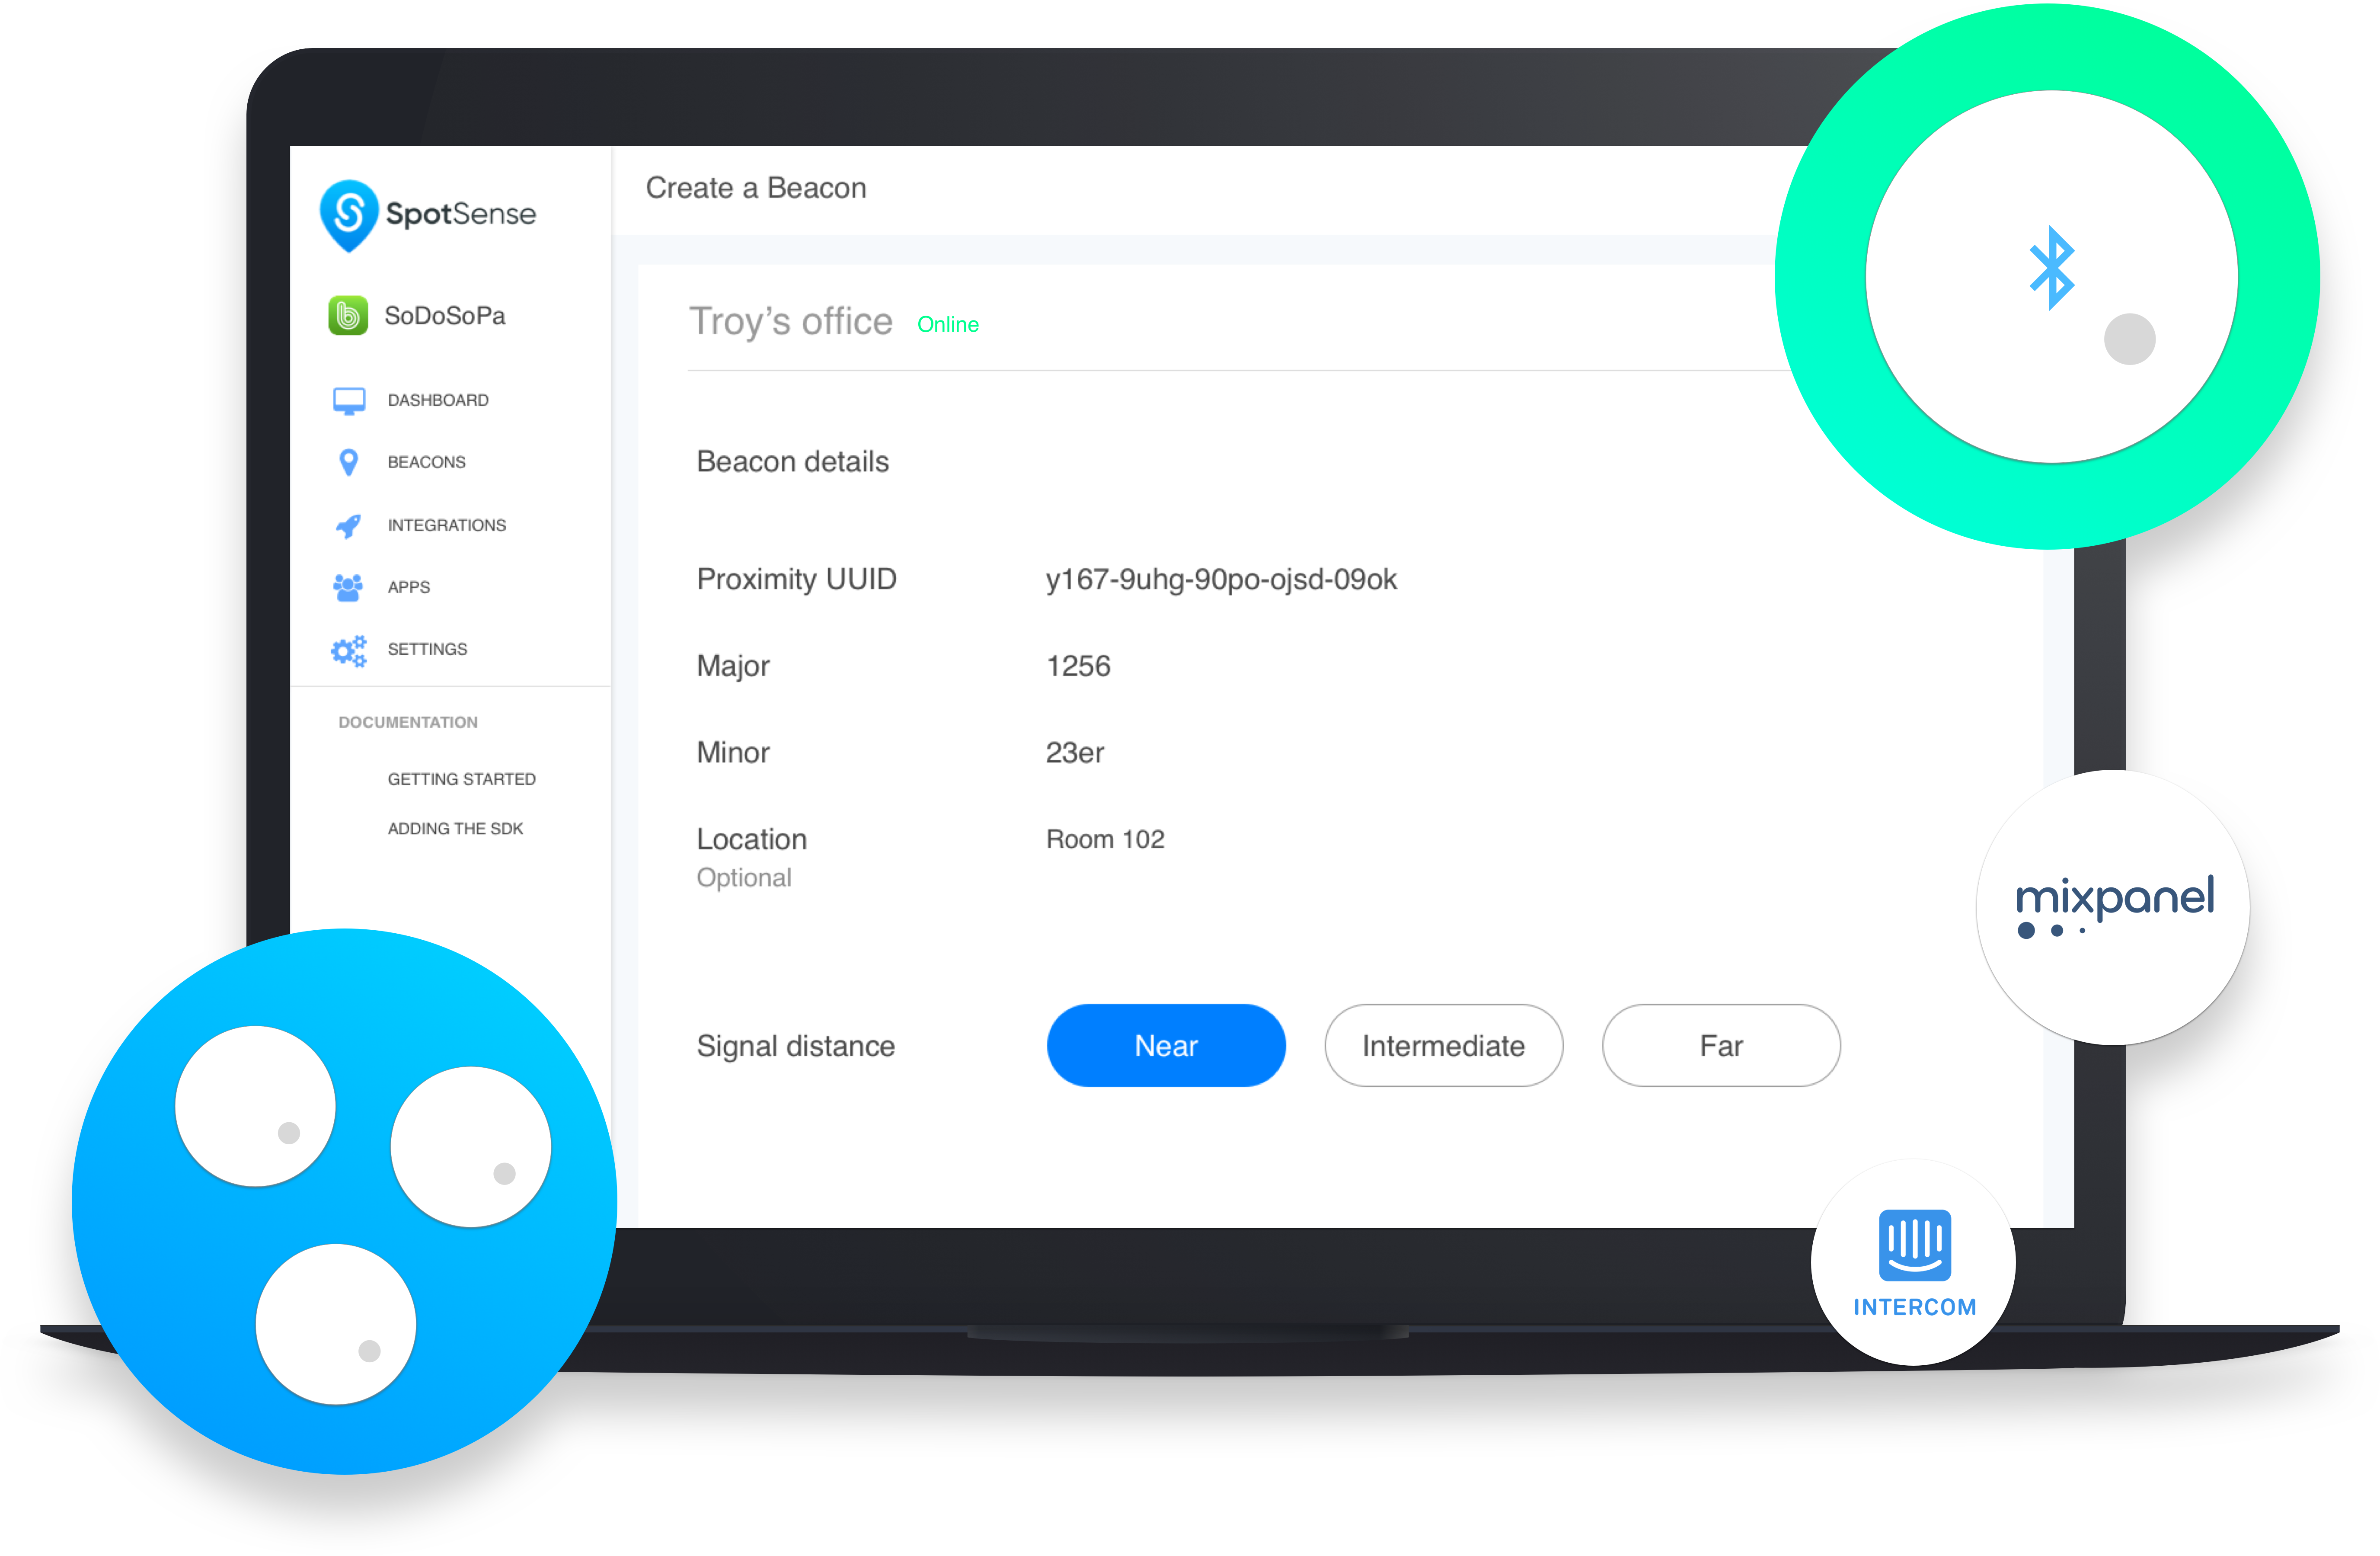 SpotSense
SoDoSoPa
DASHBOARD
BEACONS
INTEGRATIONS
APPS
SETTINGS
DOCUMENTATION
GETTING STARTED
ADDING THE SDK
Create a Beacon
Troy's office Online
Beacon details
Proximity UUID y167-9uhg-90po-ojsd-09ok
Major 1256
Minor 23er
Location Room 102
Optional
Signal distance Near Intermediate Far
mixpanel
INTERCOM